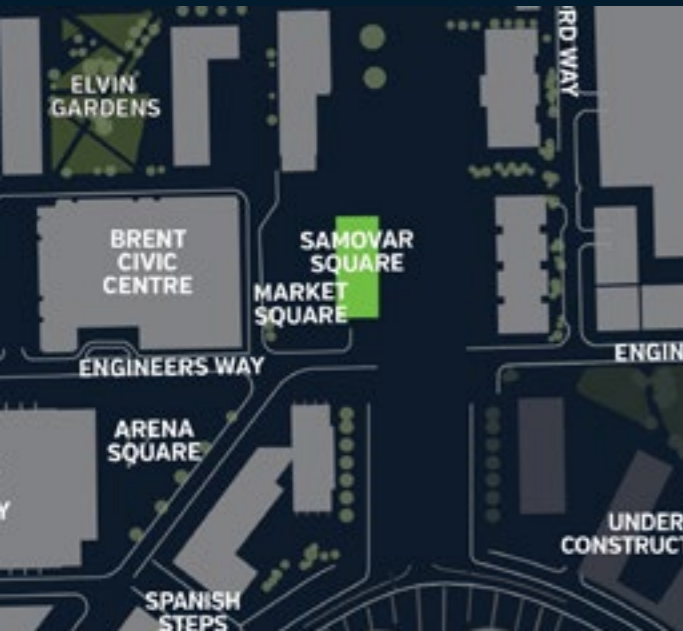 RD WAY
ELVIN
GARDENS
BRENT
CIVIC
CENTRE
SAMOVAR
SQUARE
MARKET
SQUARE
ENGINEERS WAY
ENGIN
ARENA
SQUARE
Y
UNDER
CONSTRUCT
SPANISH
STEPS